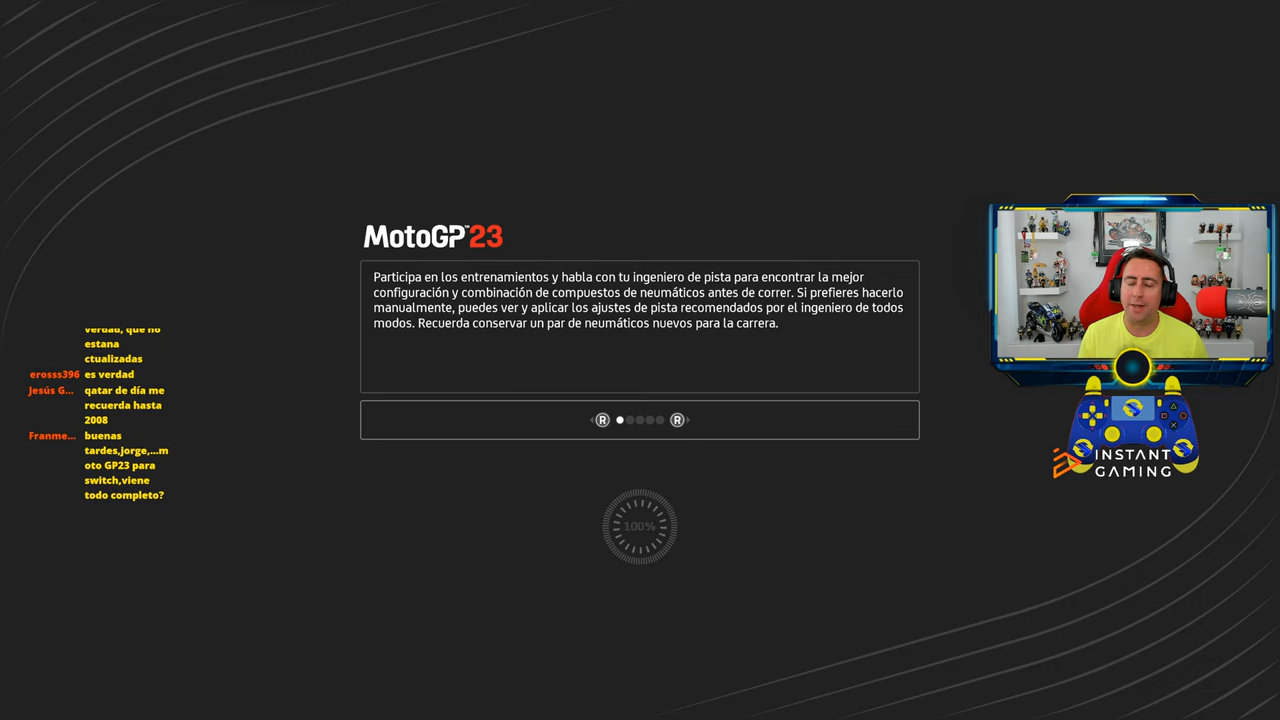 MotoGP™23
Participa en los entrenamientos y habla con tu ingeniero de pista para encontrar la mejor
configuración y combinación de compuestos de neumáticos antes de correr. Si prefieres hacerlo
manualmente, puedes ver y aplicar los ajustes de pista recomendados por el ingeniero de todos
modos. Recuerda conservar un par de neumáticos nuevos para la carrera.
R R
100%
verdad, que no
estana
ctualizadas
erosss396 es verdad
Jesús G... qatar de día me
recuerda hasta
2008
Franme... buenas
tardes,jorge,...m
oto GP23 para
switch,viene
todo completo?
INSTANT
GAMING